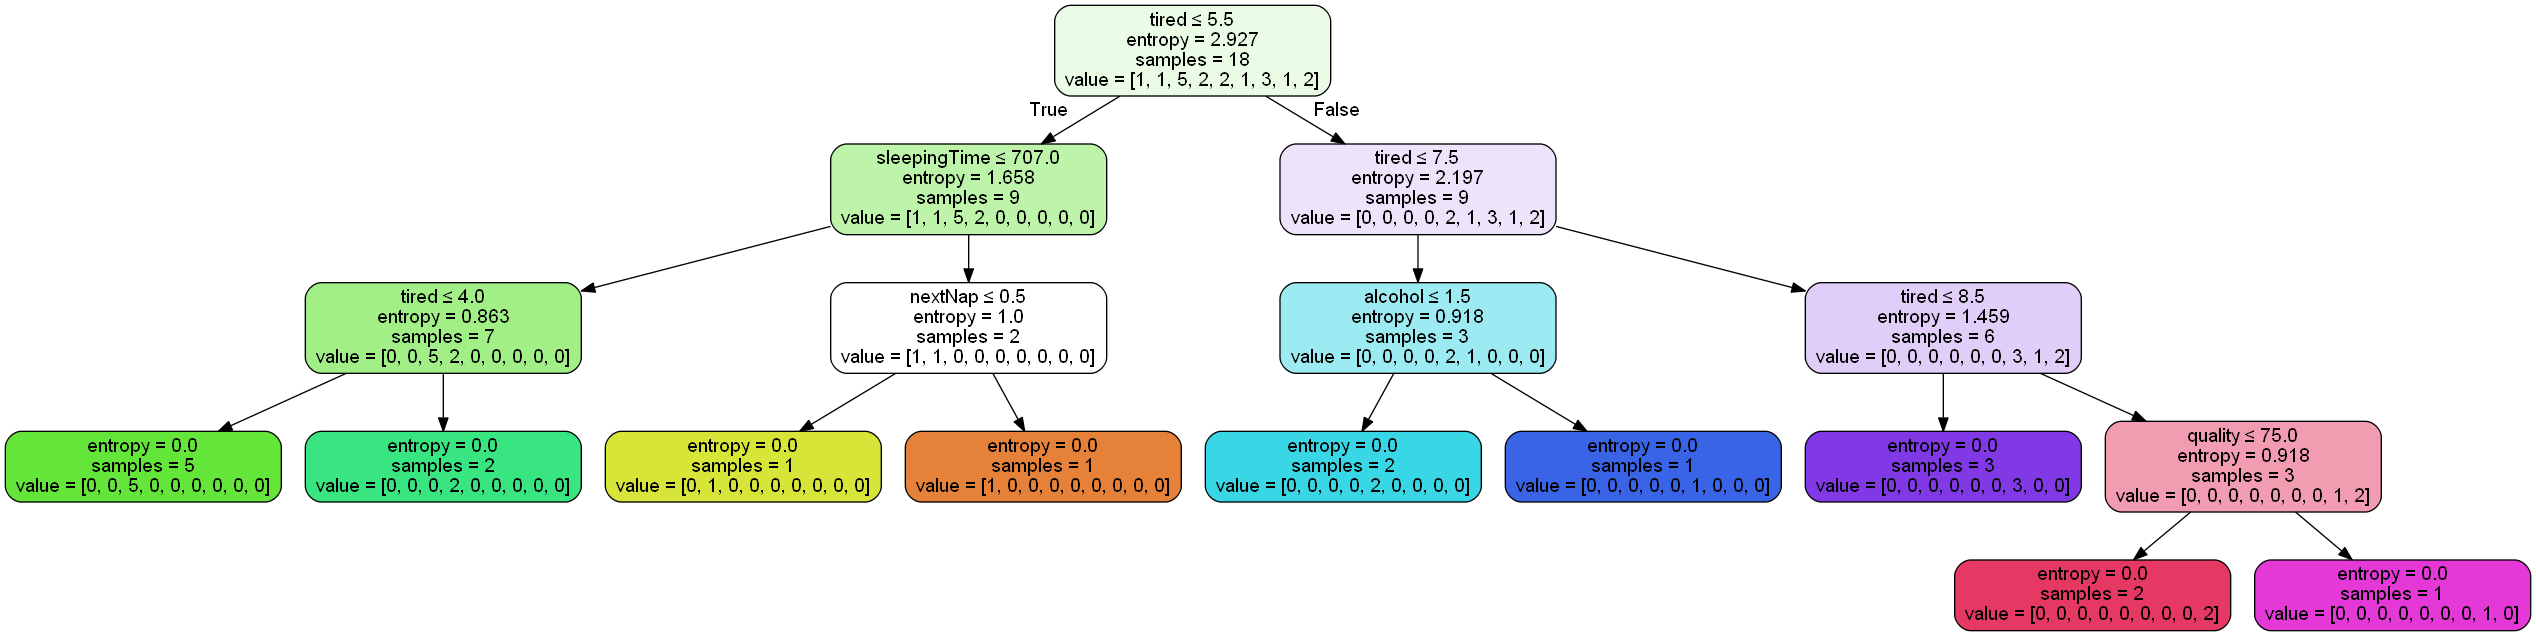 tired ≤ 5.5
entropy = 2.927
samples = 18
value = [1, 1, 5, 2, 2, 1, 3, 1, 2]
True
False
sleepingTime ≤ 707.0
entropy = 1.658
samples = 9
value = [1, 1, 5, 2, 0, 0, 0, 0, 0]
tired ≤ 7.5
entropy = 2.197
samples = 9
value = [0, 0, 0, 0, 2, 1, 3, 1, 2]
tired ≤ 4.0
entropy = 0.863
samples = 7
value = [0, 0, 5, 2, 0, 0, 0, 0, 0]
nextNap ≤ 0.5
entropy = 1.0
samples = 2
value = [1, 1, 0, 0, 0, 0, 0, 0, 0]
alcohol ≤ 1.5
entropy = 0.918
samples = 3
value = [0, 0, 0, 0, 2, 1, 0, 0, 0]
tired ≤ 8.5
entropy = 1.459
samples = 6
value = [0, 0, 0, 0, 0, 0, 3, 1, 2]
entropy = 0.0
samples = 5
value = [0, 0, 5, 0, 0, 0, 0, 0, 0]
entropy = 0.0
samples = 2
value = [0, 0, 0, 2, 0, 0, 0, 0, 0]
entropy = 0.0
samples = 1
value = [0, 1, 0, 0, 0, 0, 0, 0, 0]
entropy = 0.0
samples = 1
value = [1, 0, 0, 0, 0, 0, 0, 0, 0]
entropy = 0.0
samples = 2
value = [0, 0, 0, 0, 2, 0, 0, 0, 0]
entropy = 0.0
samples = 1
value = [0, 0, 0, 0, 0, 1, 0, 0, 0]
entropy = 0.0
samples = 3
value = [0, 0, 0, 0, 0, 0, 3, 0, 0]
quality ≤ 75.0
entropy = 0.918
samples = 3
value = [0, 0, 0, 0, 0, 0, 0, 1, 2]
entropy = 0.0
samples = 2
value = [0, 0, 0, 0, 0, 0, 0, 0, 2]
entropy = 0.0
samples = 1
value = [0, 0, 0, 0, 0, 0, 0, 1, 0]